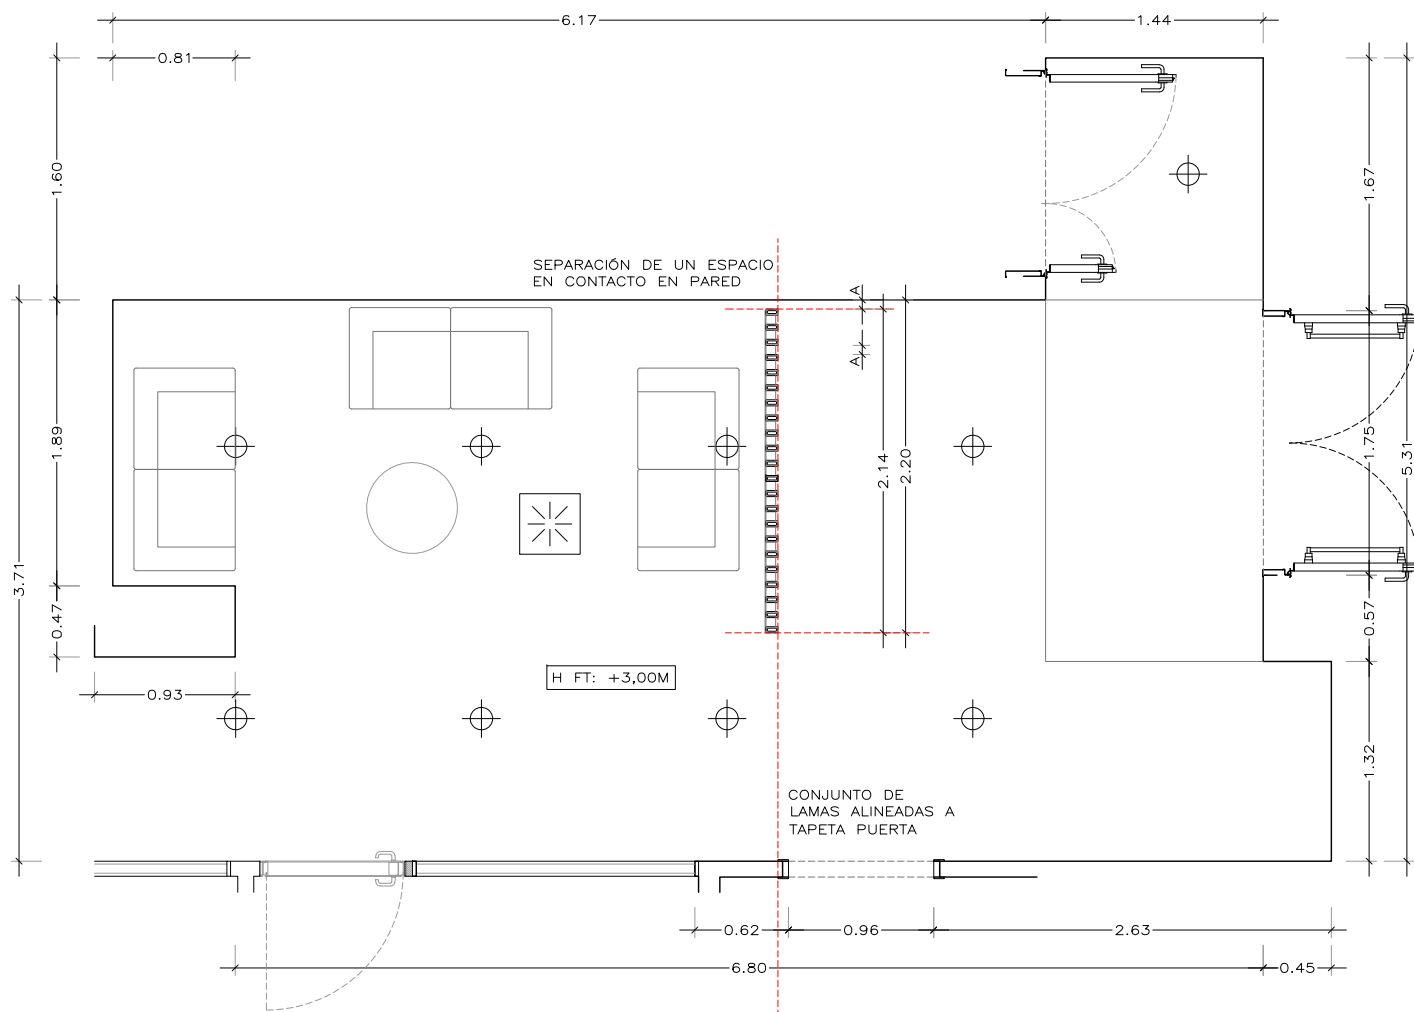 6.17
1.44
0.81
1.60
1.67
SEPARACIÓN DE UN ESPACIO
EN CONTACTO EN PARED
A
A
1.89
2.14
2.20
1.75
5.31
3.71
0.47
0.57
H FT: +3,00M
0.93
1.32
CONJUNTO DE
LAMAS ALINEADAS A
TAPETA PUERTA
0.62
0.96
2.63
6.80
0.45